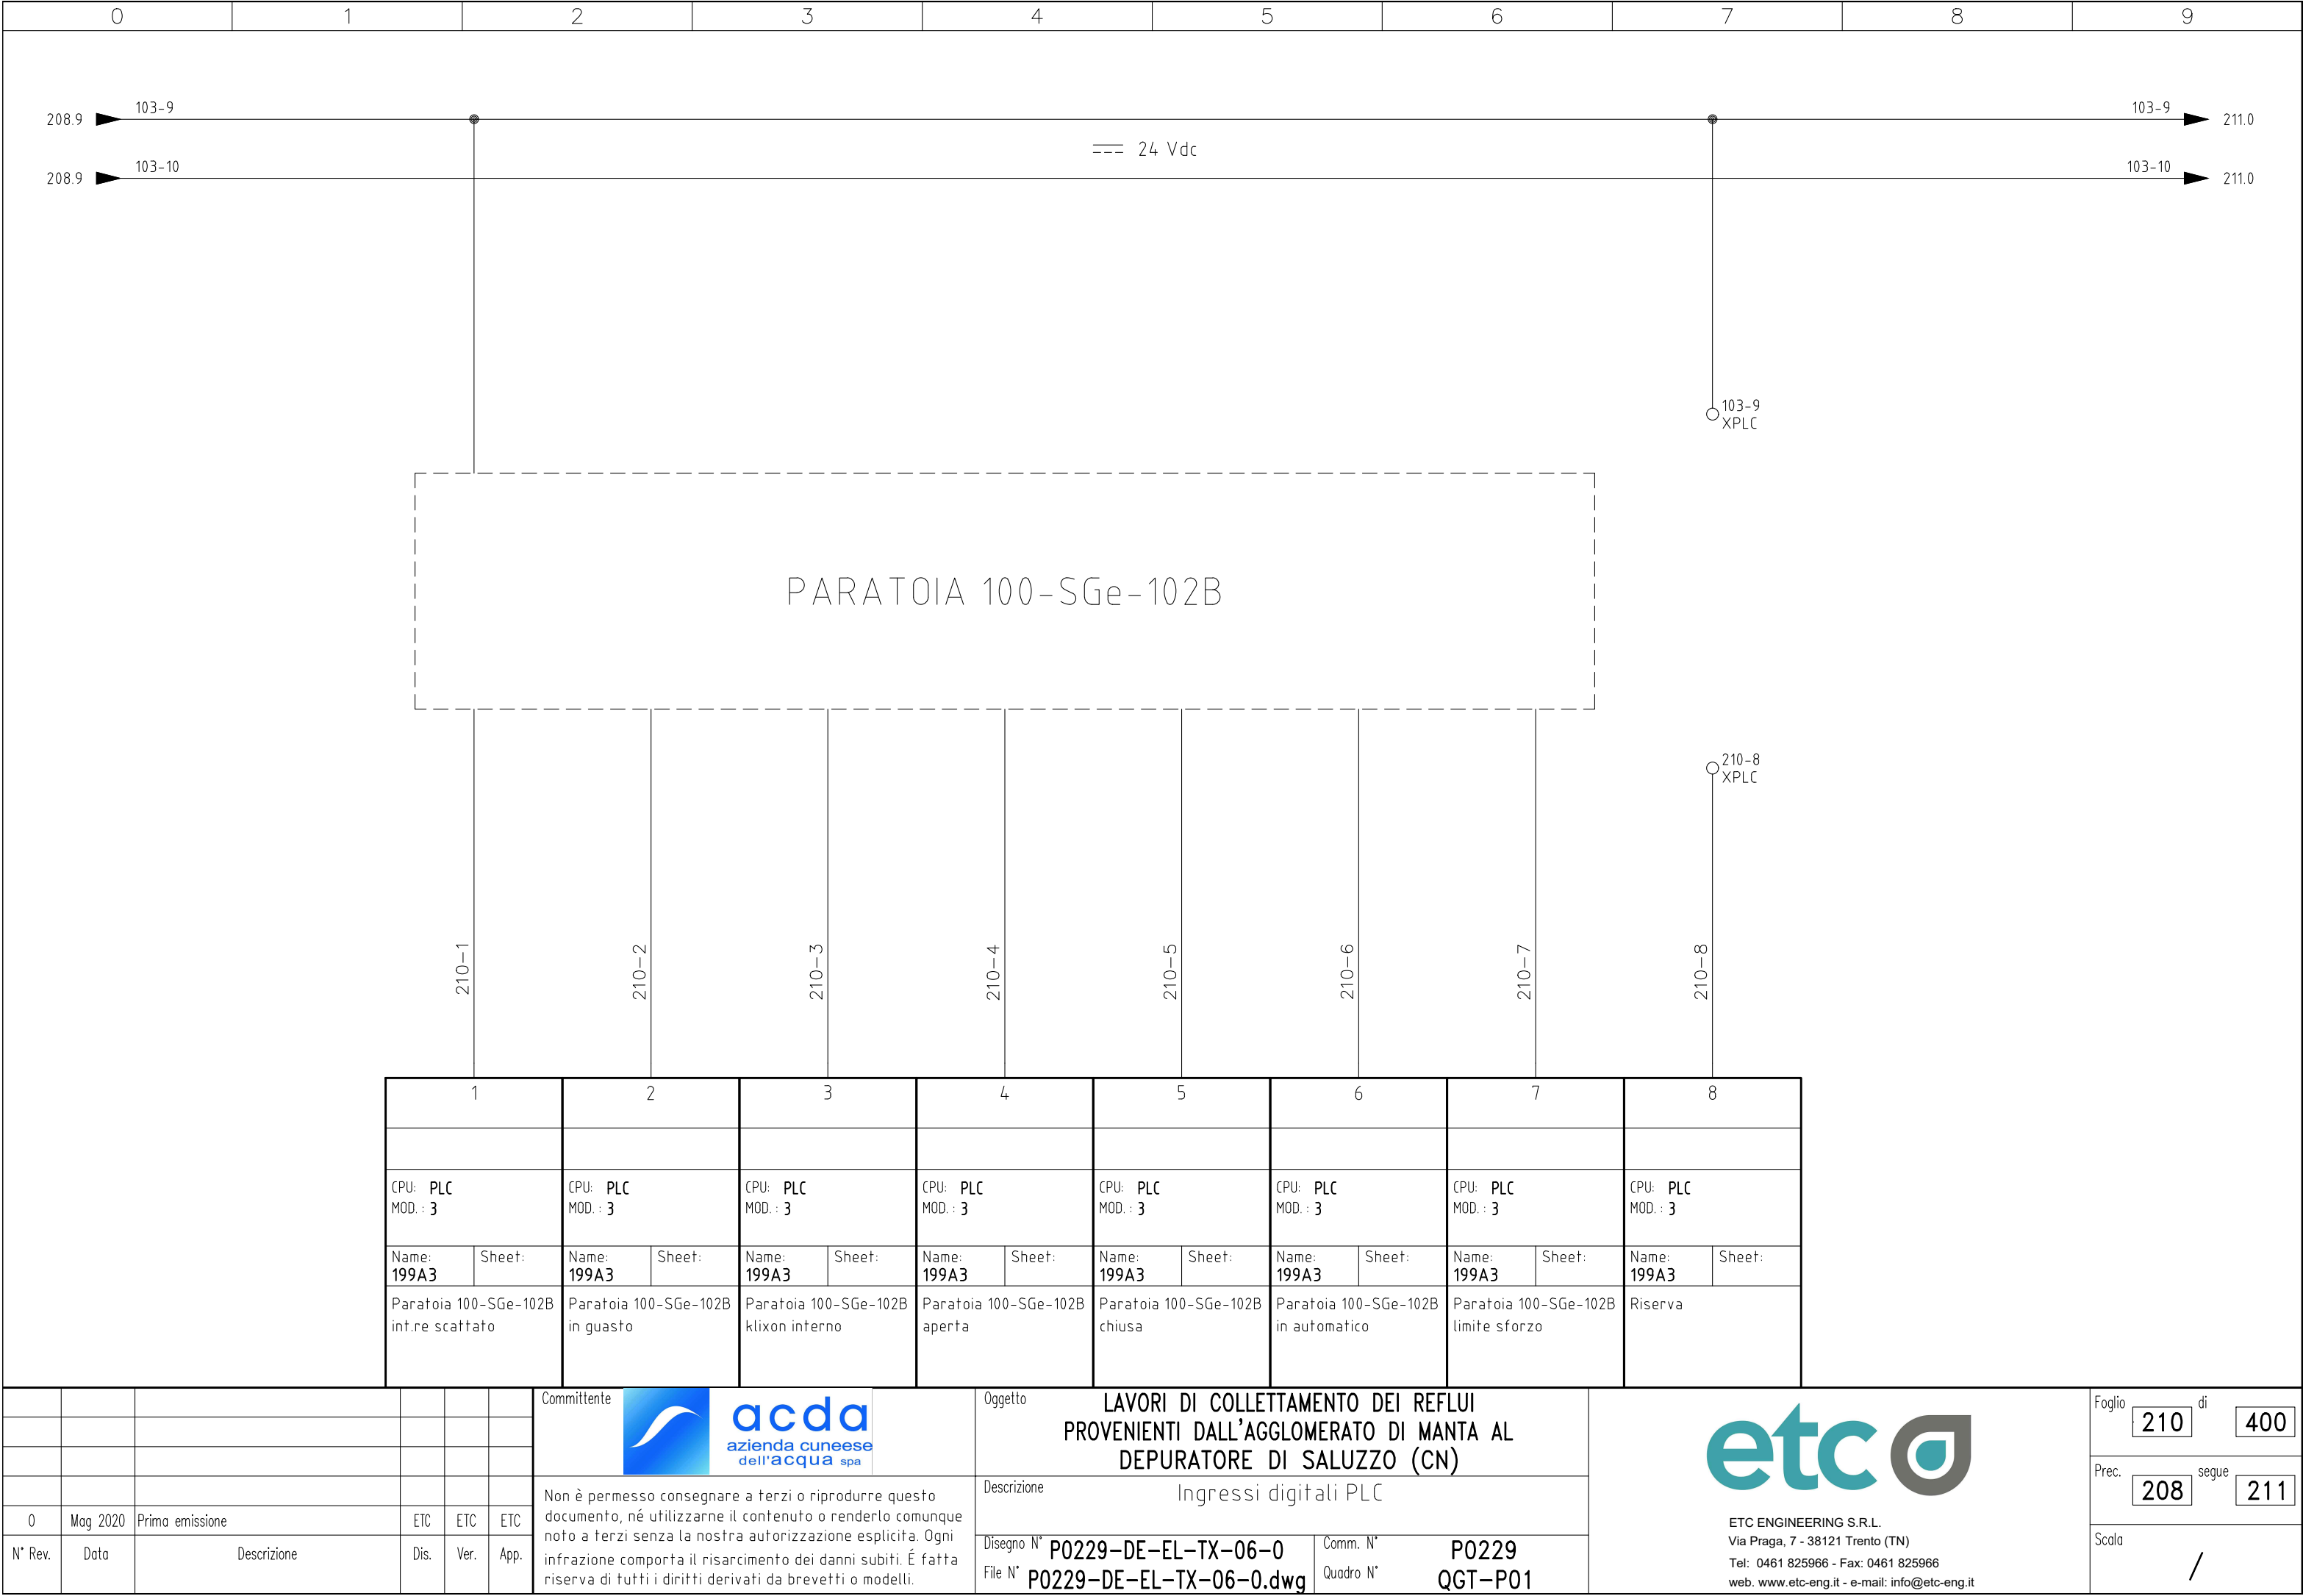 0 1 2 3 4 5 6 7 8 9
103-9 103-9
208.9 211.0
24 Vdc
103-10 103-10
208.9 211.0
103-9
XPLC
PARATOIA 100-SGe-102B
210-8
XPLC
210-1 210-2 210-3 210-4 210-5 210-6 210-7 210-8
1 2 3 4 5 6 7 8
CPU: PLC CPU: PLC CPU: PLC CPU: PLC CPU: PLC CPU: PLC CPU: PLC CPU: PLC
MOD. : 3 MOD. : 3 MOD. : 3 MOD. : 3 MOD. : 3 MOD. : 3 MOD. : 3 MOD. : 3
Name: Sheet: Name: Sheet: Name: Sheet: Name: Sheet: Name: Sheet: Name: Sheet: Name: Sheet: Name: Sheet:
199A3 199A3 199A3 199A3 199A3 199A3 199A3 199A3
Paratoia 100-SGe-102B Paratoia 100-SGe-102B Paratoia 100-SGe-102B Paratoia 100-SGe-102B Paratoia 100-SGe-102B Paratoia 100-SGe-102B Paratoia 100-SGe-102B Riserva
int.re scattato in guasto klixon interno aperta chiusa in automatico limite sforzo
0 Mag 2020 Prima emissione ETC ETC ETC
N° Rev. Data Descrizione Dis. Ver. App.
Committente
acda
azienda cuneese
dell'acqua spa
Non è permesso consegnare a terzi o riprodurre questo
documento, né utilizzarne il contenuto o renderlo comunque
noto a terzi senza la nostra autorizzazione esplicita. Ogni
infrazione comporta il risarcimento dei danni subiti. É fatta
riserva di tutti i diritti derivati da brevetti o modelli.
Oggetto
LAVORI DI COLLETTAMENTO DEI REFLUI
PROVENIENTI DALL'AGGLOMERATO DI MANTA AL
DEPURATORE DI SALUZZO (CN)
Descrizione
Ingressi digitali PLC
Disegno N° P0229-DE-EL-TX-06-0 Comm. N° P0229
File N° P0229-DE-EL-TX-06-0.dwg Quadro N° QGT-P01
etc
ETC ENGINEERING S.R.L.
Via Praga, 7 - 38121 Trento (TN)
Tel: 0461 825966 - Fax: 0461 825966
web. www.etc-eng.it - e-mail: info@etc-eng.it
Foglio 210 di 400
Prec. 208 segue 211
Scala /